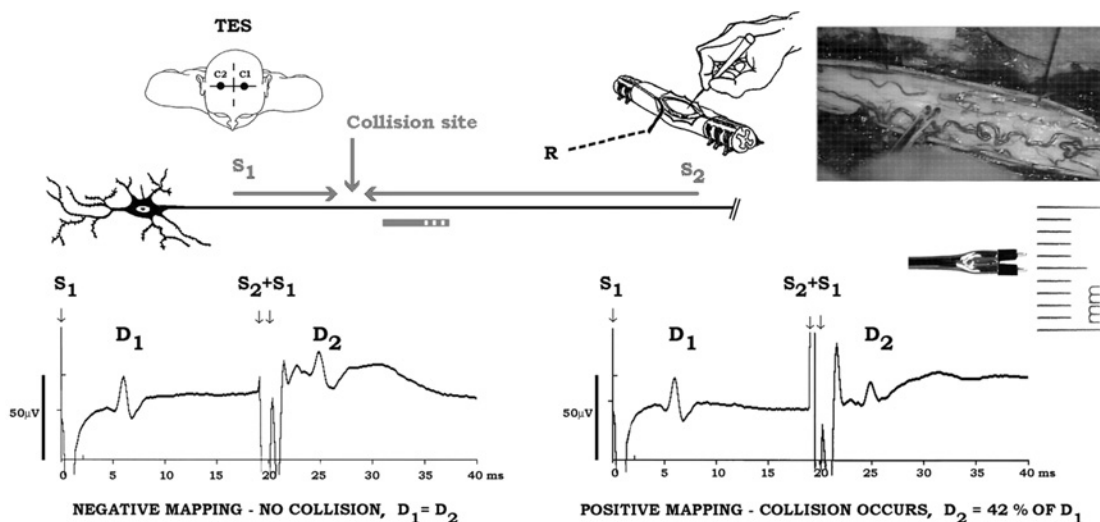 TES
C2 C1
Collision site
S1
R
S2
S1 S2+S1
D1 D2
50µV
0 5 10 15 20 25 30 35 40 ms
NEGATIVE MAPPING - NO COLLISION, D1= D2
S1 S2+S1
D1 D2
50µV
0 5 10 15 20 25 30 35 40 ms
POSITIVE MAPPING - COLLISION OCCURS, D2 = 42 % OF D1